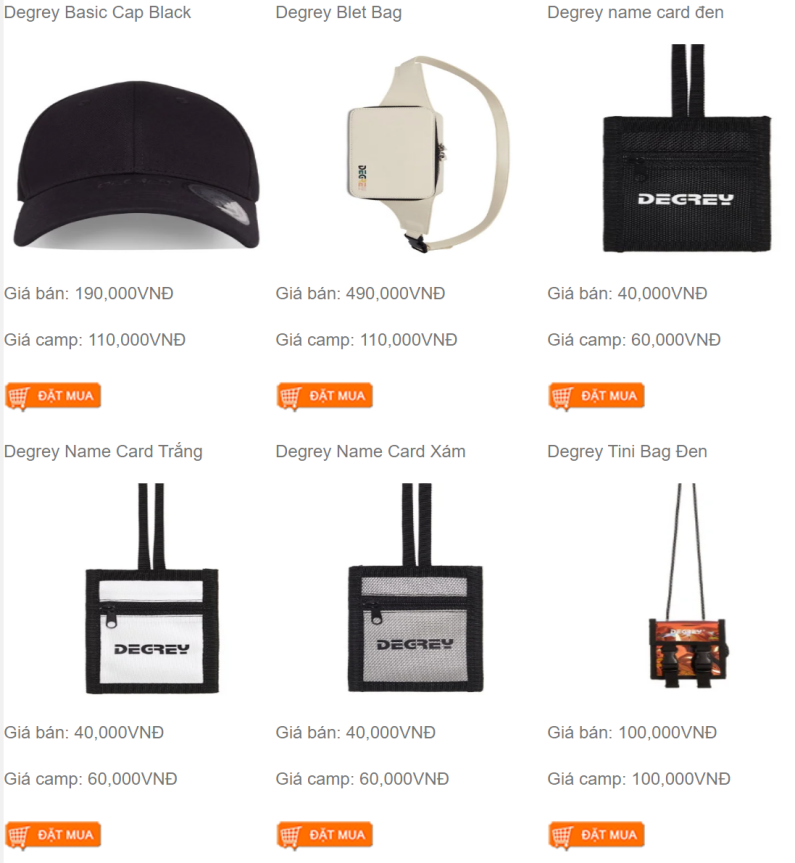 Degrey Basic Cap Black
Degrey Blet Bag
Degrey name card đen
DEGREY
DEGREY
Giá bán: 190,000VNĐ
Giá bán: 490,000VNĐ
Giá bán: 40,000VNĐ
Giá camp: 110,000VNĐ
Giá camp: 110,000VNĐ
Giá camp: 60,000VNĐ
ĐẶT MUA
ĐẶT MUA
ĐẶT MUA
Degrey Name Card Trắng
Degrey Name Card Xám
Degrey Tini Bag Đen
DEGREY
DEGREY
DEGREY
Giá bán: 40,000VNĐ
Giá bán: 40,000VNĐ
Giá bán: 100,000VNĐ
Giá camp: 60,000VNĐ
Giá camp: 60,000VNĐ
Giá camp: 100,000VNĐ
ĐẶT MUA
ĐẶT MUA
ĐẶT MUA